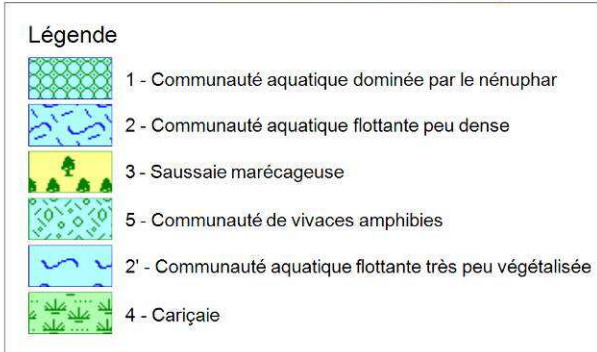 Légende
1 - Communauté aquatique dominée par le nénuphar
2 - Communauté aquatique flottante peu dense
3 - Saussaie marécageuse
5 - Communauté de vivaces amphibies
2' - Communauté aquatique flottante très peu végétalisée
4 - Cariçaie